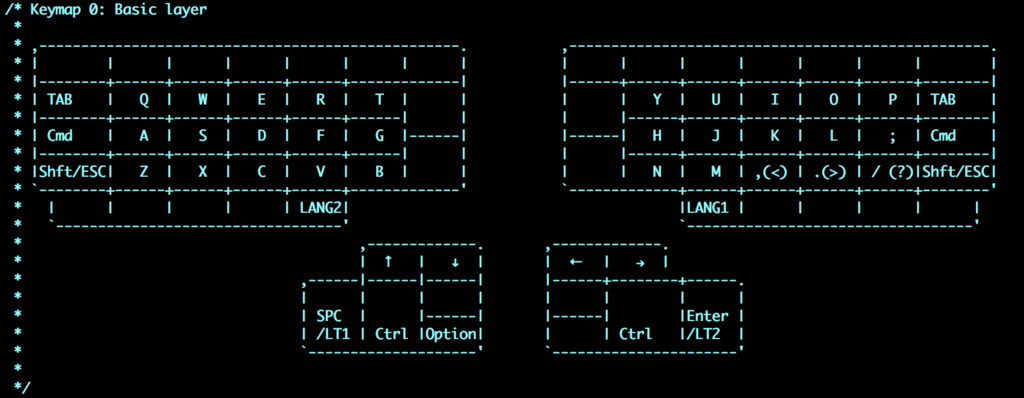 /* Keymap 0: Basic layer
 *
 * ,--------------------------------------------------.           ,--------------------------------------------------.
 * |        |      |      |      |      |      |      |           |      |      |      |      |      |      |        |
 * |--------+------+------+------+------+-------------|           |------+------+------+------+------+------+--------|
 * | TAB    |   Q  |   W  |   E  |   R  |   T  |      |           |      |   Y  |   U  |   I  |   O  |   P  | TAB    |
 * |--------+------+------+------+------+------|      |           |      |------+------+------+------+------+--------|
 * | Cmd    |   A  |   S  |   D  |   F  |   G  |------|           |------|   H  |   J  |   K  |   L  |   ;  | Cmd    |
 * |--------+------+------+------+------+------|      |           |      |------+------+------+------+------+--------|
 * |Shft/ESC|   Z  |   X  |   C  |   V  |   B  |      |           |      |   N  |   M  | ,(<) | .(>) | / (?)|Shft/ESC|
 * `--------+------+------+------+------+-------------'           `-------------+------+------+------+------+--------'
 *  |      |      |      |      | LANG2|                                       |LANG1 |      |      |      |      |
 *  `----------------------------------'                                       `----------------------------------'
 *                                        ,-------------.       ,-------------.
 *                                        |  ↑   |   ↓  |       |  ←   |   →  |
 *                                 ,------|------|------|       |------+--------+------.
 *                                 |      |      |      |       |      |        |      |
 *                                 | SPC  |      |------|       |------|        |Enter |
 *                                 | /LT1 | Ctrl |Option|       |      | Ctrl   |/LT2  |
 *                                 `--------------------'       `----------------------'
 *
 */